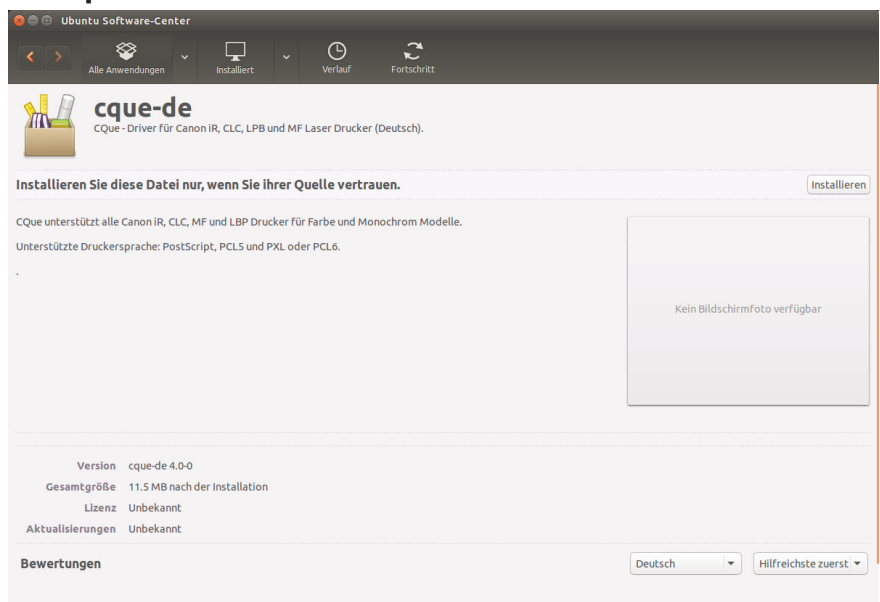 Ubuntu Software-Center
Alle Anwendungen
Installiert
Verlauf
Fortschritt
cque-de
CQue - Driver für Canon iR, CLC, LPB und MF Laser Drucker (Deutsch).
Installieren Sie diese Datei nur, wenn Sie ihrer Quelle vertrauen.
Installieren
CQue unterstützt alle Canon iR, CLC, MF und LBP Drucker für Farbe und Monochrom Modelle.
Unterstützte Druckersprache: PostScript, PCL5 und PXL oder PCL6.
.
Kein Bildschirmfoto verfügbar
Version cque-de 4.0-0
Gesamtgröße 11.5 MB nach der Installation
Lizenz Unbekannt
Aktualisierungen Unbekannt
Bewertungen
Deutsch
Hilfreichste zuerst